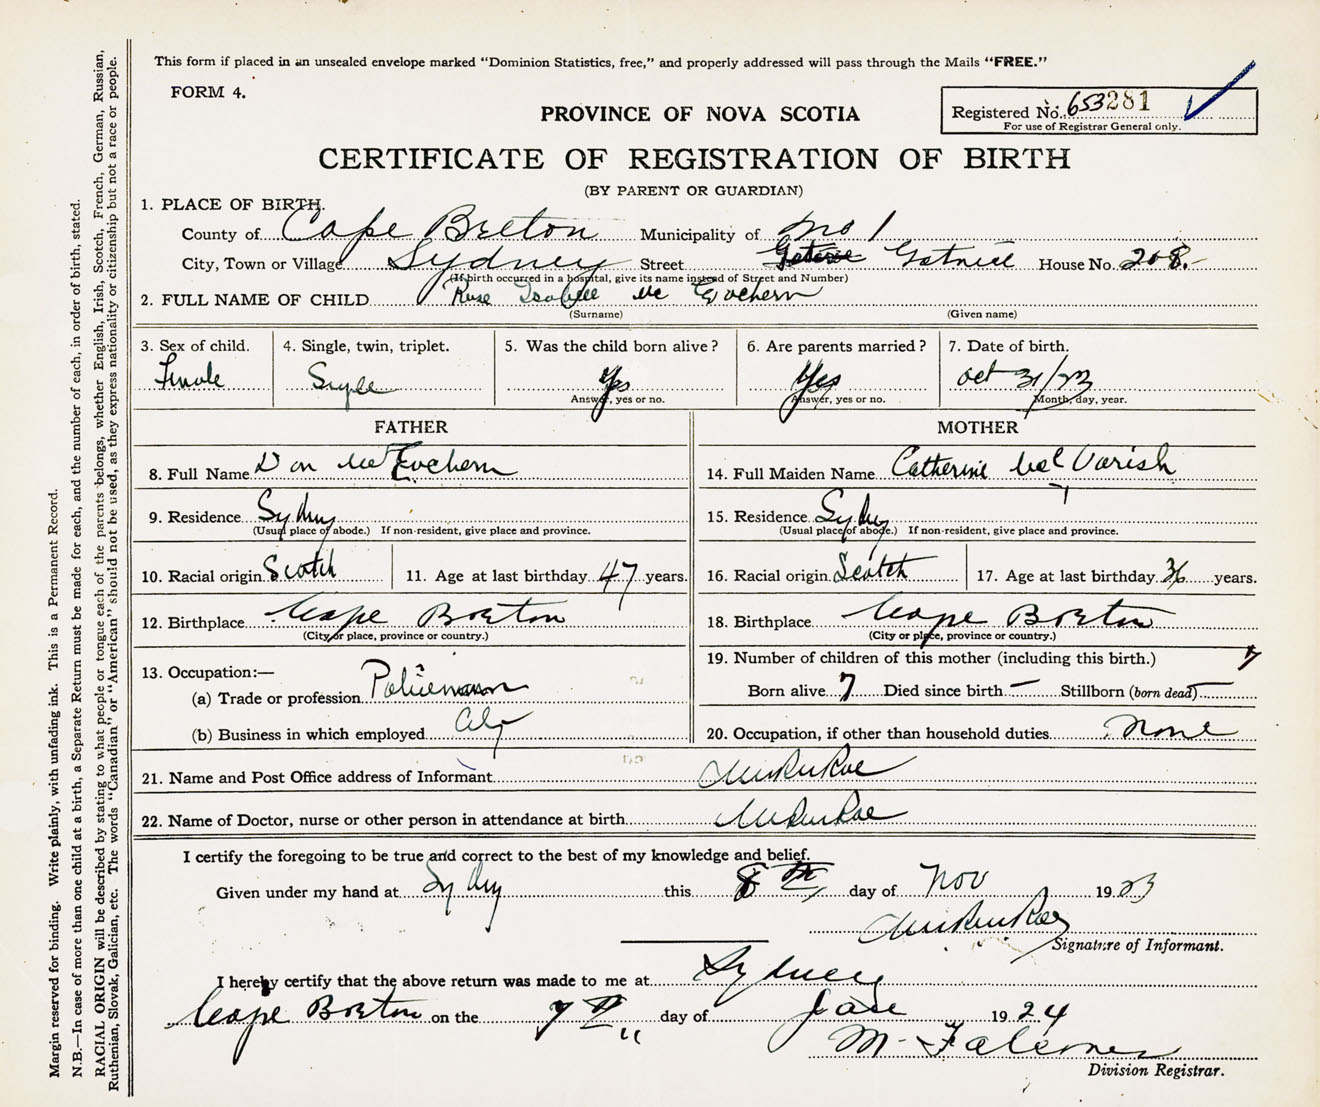 This form if placed in an unsealed envelope marked "Dominion Statistics, free," and properly addressed will pass through the Mails "FREE."
FORM 4.
PROVINCE OF NOVA SCOTIA
Registered No. 653281
For use of Registrar General only.
CERTIFICATE OF REGISTRATION OF BIRTH
(BY PARENT OR GUARDIAN)
1. PLACE OF BIRTH.
County of Cape Breton Municipality of No 1
City, Town or Village Sydney Street House No. 208.-
(If birth occurred in a hospital, give its name instead of Street and Number)
2. FULL NAME OF CHILD Rose Isabell Mc Eachern
(Surname) (Given name)
3. Sex of child. 4. Single, twin, triplet. 5. Was the child born alive? 6. Are parents married? 7. Date of birth.
Female Single Yes Yes Oct 31/23
Answer, yes or no. Answer, yes or no. Month, day, year.
FATHER MOTHER
8. Full Name Dan McEachern 14. Full Maiden Name Catherine McVarish
9. Residence Sydney 15. Residence Sydney
(Usual place of abode.) If non-resident, give place and province. (Usual place of abode.) If non-resident, give place and province.
10. Racial origin Scotch 11. Age at last birthday 47 years. 16. Racial origin Scotch 17. Age at last birthday 36 years.
12. Birthplace Cape Breton 18. Birthplace Cape Breton
(City or place, province or country.) (City or place, province or country.)
13. Occupation:— 19. Number of children of this mother (including this birth.) 7
(a) Trade or profession Policeman Born alive 7 Died since birth — Stillborn (born dead) —
(b) Business in which employed City 20. Occupation, if other than household duties None
21. Name and Post Office address of Informant
22. Name of Doctor, nurse or other person in attendance at birth
I certify the foregoing to be true and correct to the best of my knowledge and belief.
Given under my hand at Sydney this 8th day of Nov 1923
Signature of Informant.
I hereby certify that the above return was made to me at Sydney
Cape Breton on the 7th day of Jan 1924
Division Registrar.
Margin reserved for binding. Write plainly, with unfading ink. This is a Permanent Record.
N.B.—In case of more than one child at a birth, a Separate Return must be made for each, and the number of each, in order of birth, stated.
RACIAL ORIGIN will be described by stating to what people or tongue each of the parents belongs, whether English, Irish, Scotch, French, German, Russian,
Ruthenian, Slovak, Galician, etc. The words "Canadian" or "American" should not be used, as they express nationality or citizenship but not a race or people.